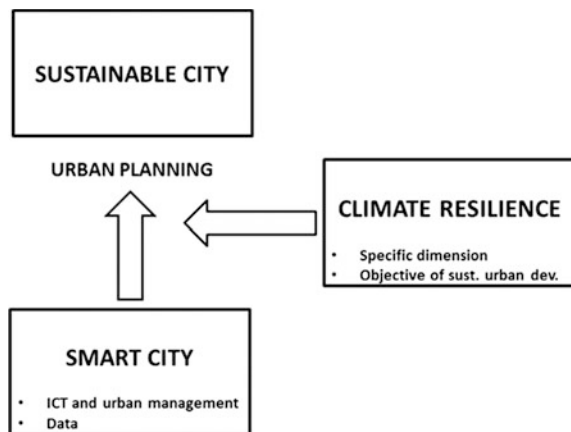 SUSTAINABLE CITY
URBAN PLANNING
CLIMATE RESILIENCE
• Specific dimension
• Objective of sust. urban dev.
SMART CITY
• ICT and urban management
• Data